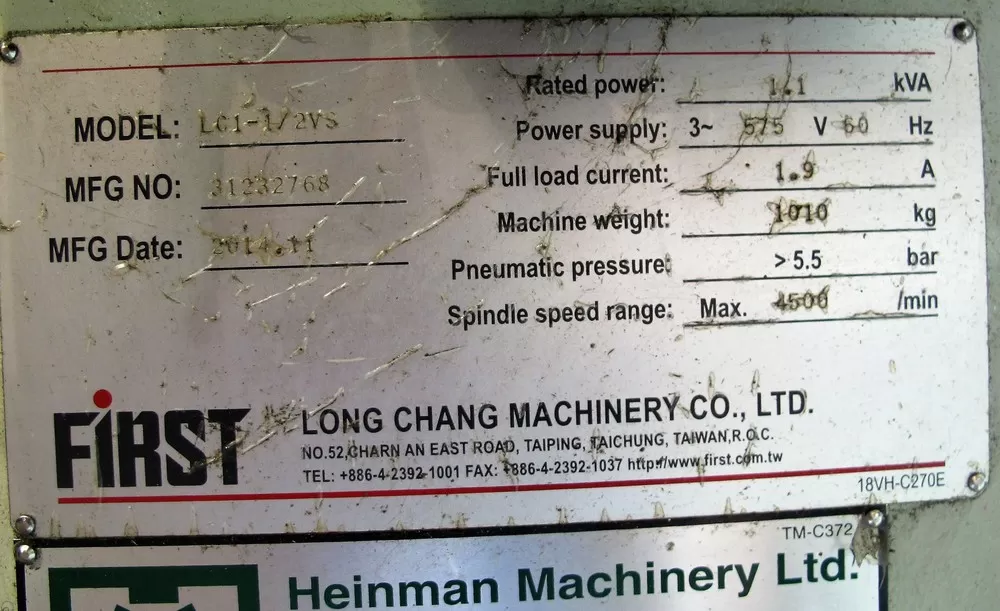 MODEL: LC1-1/2VS
MFG NO: 31232768
MFG Date: 2014.11
Rated power: 1.1 kVA
Power supply: 3~ 575 V 60 Hz
Full load current: 1.9 A
Machine weight: 1010 kg
Pneumatic pressure: >5.5 bar
Spindle speed range: Max. 4500 /min
FiRST
LONG CHANG MACHINERY CO., LTD.
NO.52,CHARN AN EAST ROAD, TAIPING, TAICHUNG, TAIWAN,R.O.C.
TEL: +886-4-2392-1001 FAX: +886-4-2392-1037 http://www.first.com.tw
18VH-C270E
TM-C372
Heinman Machinery Ltd.